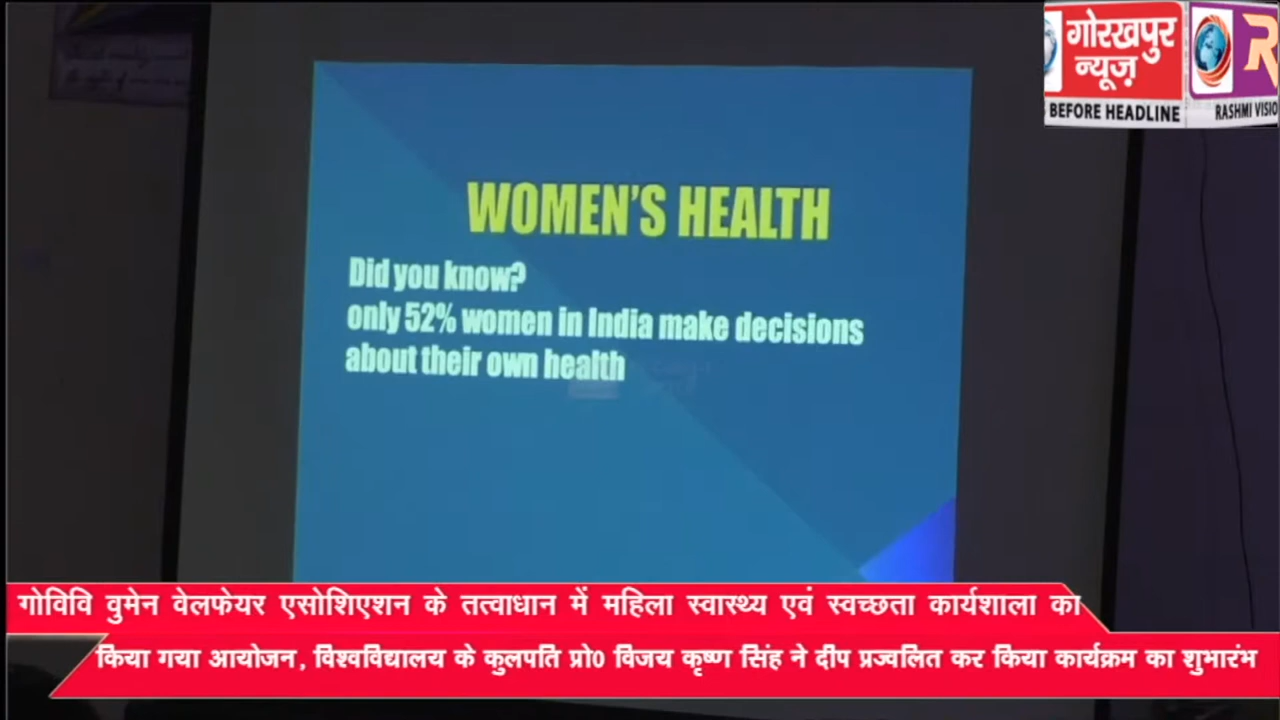 गोरखपुर
न्यूज़
BEFORE HEADLINE
RASHMI VISIO
WOMEN'S HEALTH
Did you know?
only 52% women in India make decisions
about their own health
गोविवि वुमेन वेलफेयर एसोशिएशन के तत्वाधान में महिला स्वास्थ्य एवं स्वच्छता कार्यशाला का
किया गया आयोजन, विश्वविद्यालय के कुलपति प्रो0 विजय कृष्ण सिंह ने दीप प्रज्वलित कर किया कार्यक्रम का शुभारंभ